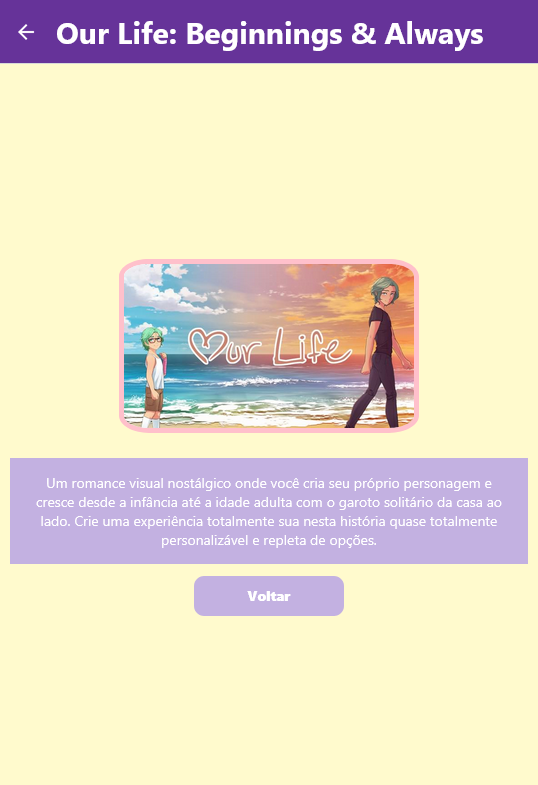 Our Life: Beginnings & Always
Our Life
Um romance visual nostálgico onde você cria seu próprio personagem e
cresce desde a infância até a idade adulta com o garoto solitário da casa ao
lado. Crie uma experiência totalmente sua nesta história quase totalmente
personalizável e repleta de opções.
Voltar